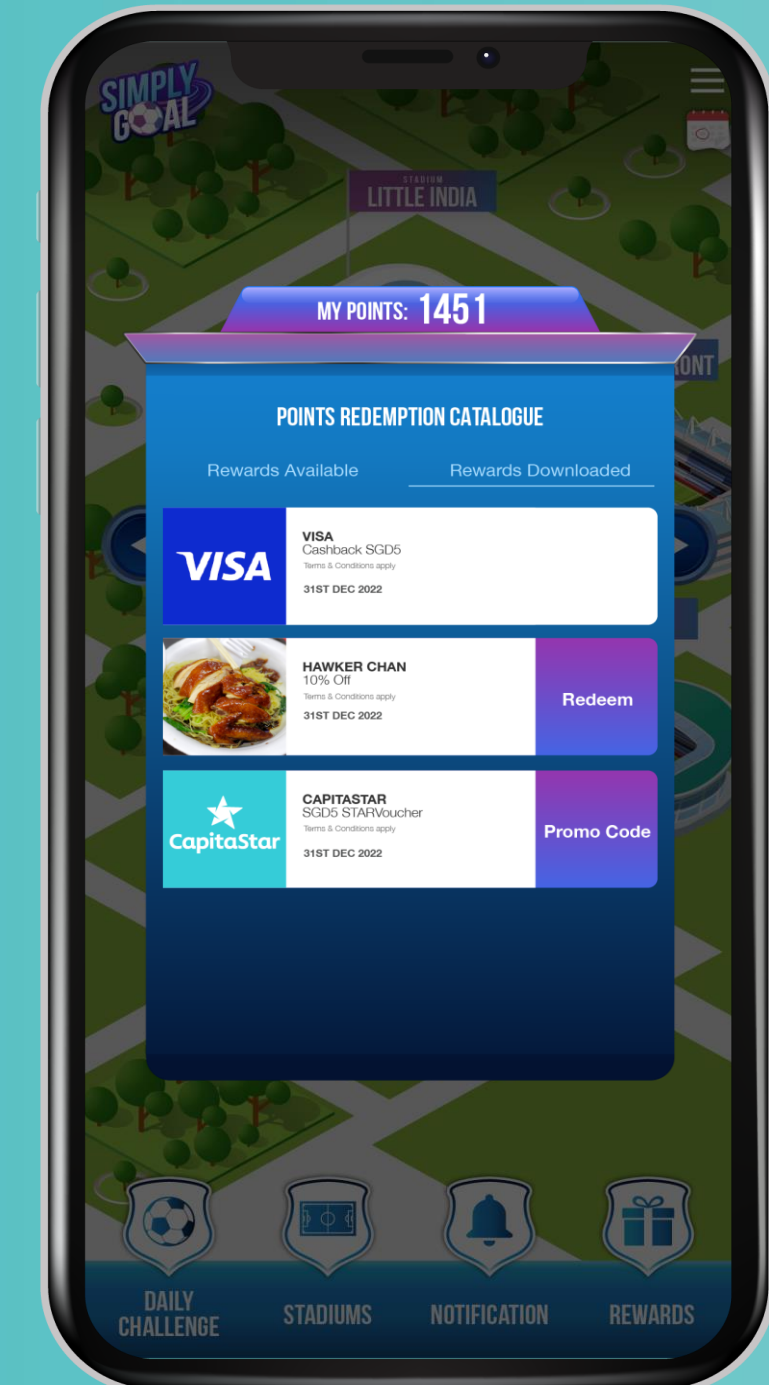 SIMPLY
GOAL
STADIUM
LITTLE INDIA
MY POINTS: 1451
RONT
POINTS REDEMPTION CATALOGUE
Rewards Available
Rewards Downloaded
VISA
VISA
Cashback SGD5
Terms & Conditions apply
31ST DEC 2022
HAWKER CHAN
10% Off
Terms & Conditions apply
31ST DEC 2022
Redeem
CapitaStar
CAPITASTAR
SGD5 STARVoucher
Terms & Conditions apply
31ST DEC 2022
Promo Code
DAILY
CHALLENGE
STADIUMS
NOTIFICATION
REWARDS